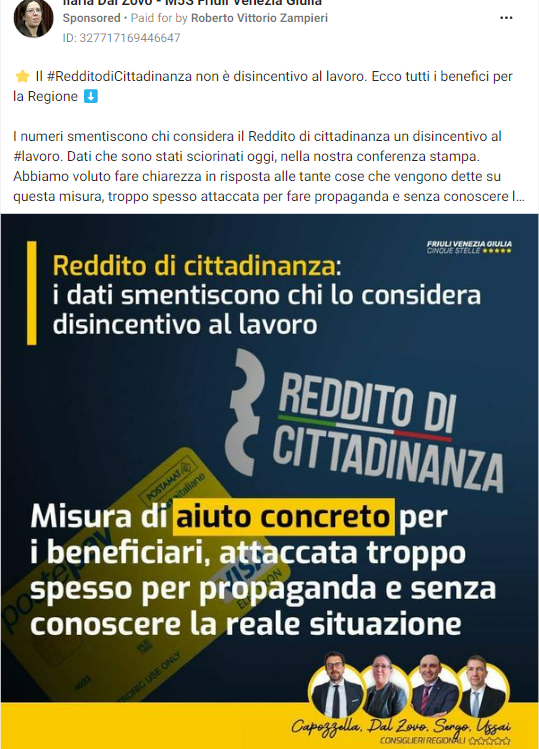 Ilaria Dal Zovo - M5S Friuli Venezia Giulia
Sponsored • Paid for by Roberto Vittorio Zampieri
ID: 327717169446647
⭐ Il #RedditodiCittadinanza non è disincentivo al lavoro. Ecco tutti i benefici per
la Regione ⬇️
I numeri smentiscono chi considera il Reddito di cittadinanza un disincentivo al
#lavoro. Dati che sono stati sciorinati oggi, nella nostra conferenza stampa.
Abbiamo voluto fare chiarezza in risposta alle tante cose che vengono dette su
questa misura, troppo spesso attaccata per fare propaganda e senza conoscere l...
FRIULI VENEZIA GIULIA
CINQUE STELLE ★★★★★
Reddito di cittadinanza:
i dati smentiscono chi lo considera
disincentivo al lavoro
REDDITO DI
CITTADINANZA
POSTAMAT
postepay
VISA
Misura di aiuto concreto per
i beneficiari, attaccata troppo
spesso per propaganda e senza
conoscere la reale situazione
4023
TRONIC USE ONLY
Capozzella, Dal Zovo, Sergo, Ussai
CONSIGLIERI REGIONALI ☆☆☆☆☆